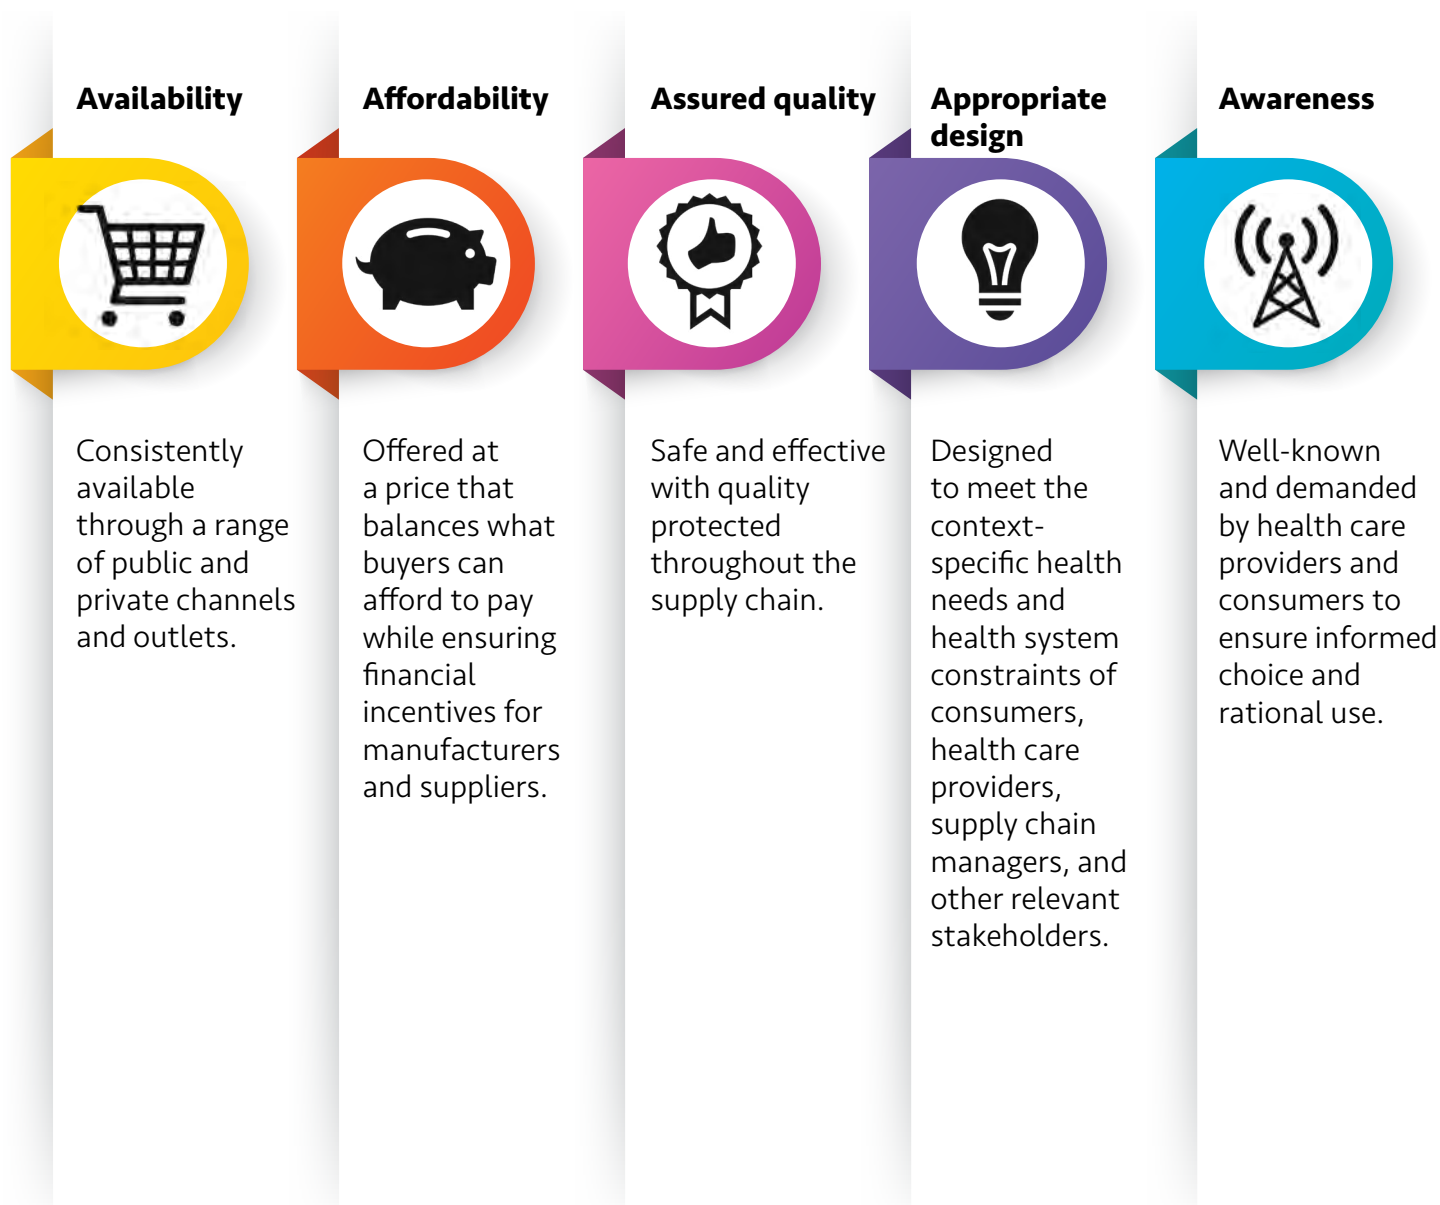 Availability
Consistently
available
through a range
of public and
private channels
and outlets.
Affordability
Offered at
a price that
balances what
buyers can
afford to pay
while ensuring
financial
incentives for
manufacturers
and suppliers.
Assured quality
Safe and effective
with quality
protected
throughout the
supply chain.
Appropriate
design
Designed
to meet the
context-
specific health
needs and
health system
constraints of
consumers,
health care
providers,
supply chain
managers, and
other relevant
stakeholders.
Awareness
Well-known
and demanded
by health care
providers and
consumers to
ensure informed
choice and
rational use.